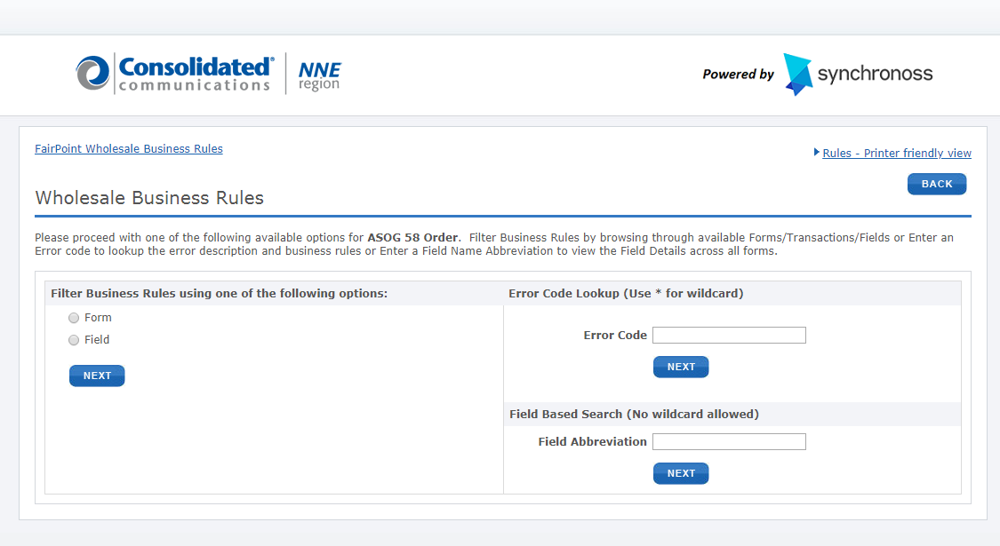 Consolidated®
communications
NNE
region
Powered by synchronoss
FairPoint Wholesale Business Rules
Rules - Printer friendly view
BACK
Wholesale Business Rules
Please proceed with one of the following available options for ASOG 58 Order. Filter Business Rules by browsing through available Forms/Transactions/Fields or Enter an
Error code to lookup the error description and business rules or Enter a Field Name Abbreviation to view the Field Details across all forms.
Filter Business Rules using one of the following options:
Form
Field
NEXT
Error Code Lookup (Use * for wildcard)
Error Code
NEXT
Field Based Search (No wildcard allowed)
Field Abbreviation
NEXT